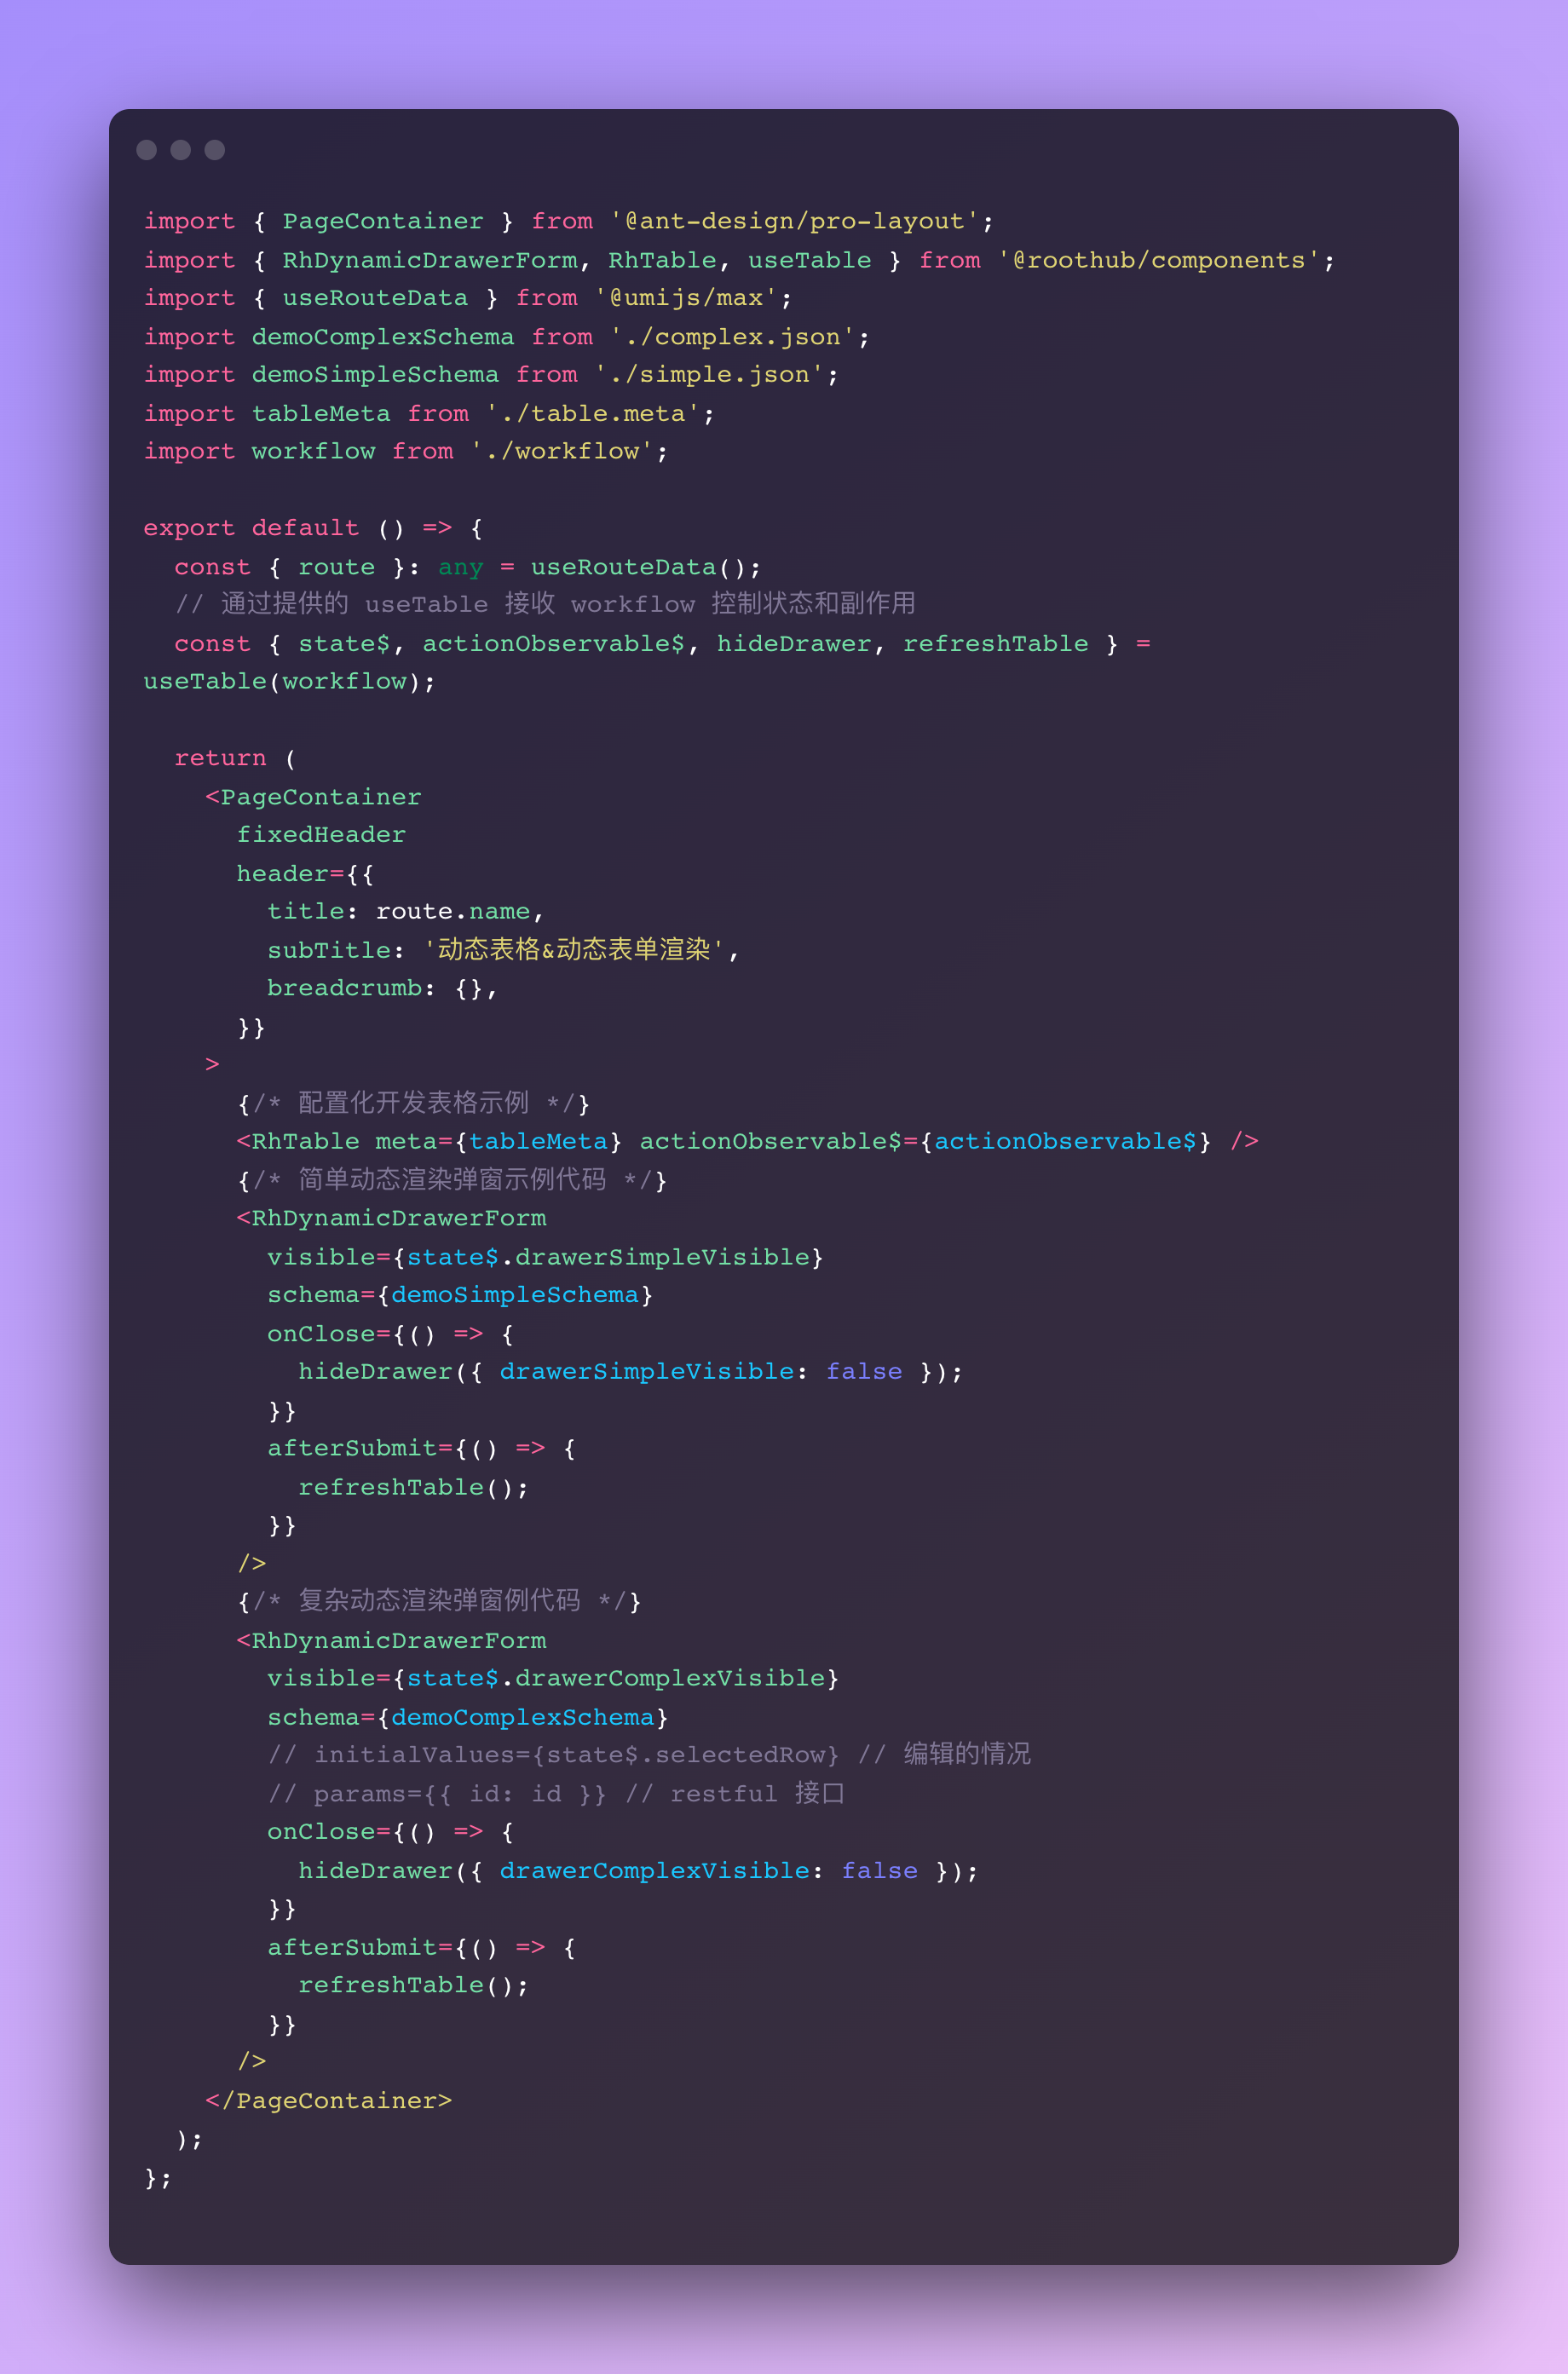 import { PageContainer } from '@ant-design/pro-layout';
import { RhDynamicDrawerForm, RhTable, useTable } from '@roothub/components';
import { useRouteData } from '@umijs/max';
import demoComplexSchema from './complex.json';
import demoSimpleSchema from './simple.json';
import tableMeta from './table.meta';
import workflow from './workflow';

export default () => {
  const { route }: any = useRouteData();
  // 通过提供的 useTable 接收 workflow 控制状态和副作用
  const { state$, actionObservable$, hideDrawer, refreshTable } =
useTable(workflow);

  return (
    <PageContainer
      fixedHeader
      header={{
        title: route.name,
        subTitle: '动态表格&动态表单渲染',
        breadcrumb: {},
      }}
    >
      {/* 配置化开发表格示例 */}
      <RhTable meta={tableMeta} actionObservable$={actionObservable$} />
      {/* 简单动态渲染弹窗示例代码 */}
      <RhDynamicDrawerForm
        visible={state$.drawerSimpleVisible}
        schema={demoSimpleSchema}
        onClose={() => {
          hideDrawer({ drawerSimpleVisible: false });
        }}
        afterSubmit={() => {
          refreshTable();
        }}
      />
      {/* 复杂动态渲染弹窗例代码 */}
      <RhDynamicDrawerForm
        visible={state$.drawerComplexVisible}
        schema={demoComplexSchema}
        // initialValues={state$.selectedRow} // 编辑的情况
        // params={{ id: id }} // restful 接口
        onClose={() => {
          hideDrawer({ drawerComplexVisible: false });
        }}
        afterSubmit={() => {
          refreshTable();
        }}
      />
    </PageContainer>
  );
};